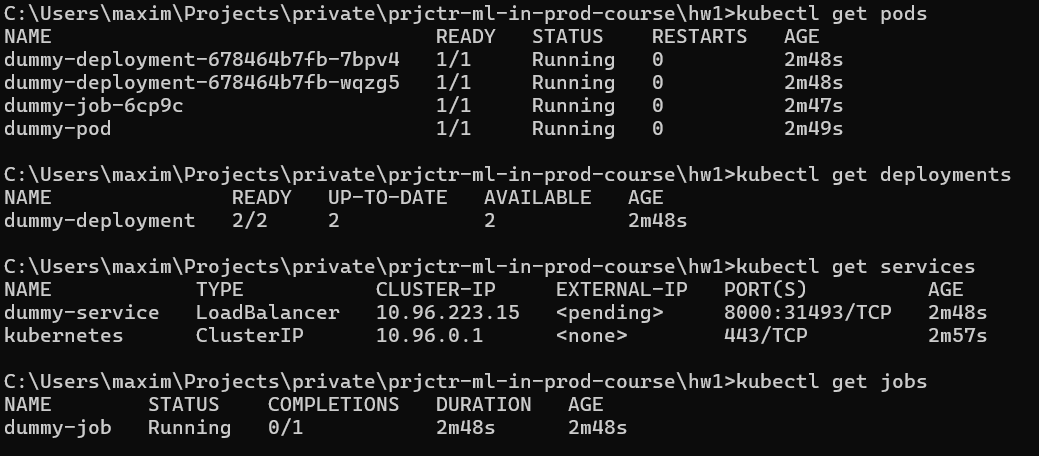 C:\Users\maxim\Projects\private\prjctr-ml-in-prod-course\hw1>kubectl get pods
NAME                                READY   STATUS    RESTARTS   AGE
dummy-deployment-678464b7fb-7bpv4   1/1     Running   0          2m48s
dummy-deployment-678464b7fb-wqzg5   1/1     Running   0          2m48s
dummy-job-6cp9c                     1/1     Running   0          2m47s
dummy-pod                           1/1     Running   0          2m49s
C:\Users\maxim\Projects\private\prjctr-ml-in-prod-course\hw1>kubectl get deployments
NAME               READY   UP-TO-DATE   AVAILABLE   AGE
dummy-deployment   2/2     2            2           2m48s
C:\Users\maxim\Projects\private\prjctr-ml-in-prod-course\hw1>kubectl get services
NAME            TYPE           CLUSTER-IP     EXTERNAL-IP   PORT(S)          AGE
dummy-service   LoadBalancer   10.96.223.15   <pending>     8000:31493/TCP   2m48s
kubernetes      ClusterIP      10.96.0.1      <none>        443/TCP          2m57s
C:\Users\maxim\Projects\private\prjctr-ml-in-prod-course\hw1>kubectl get jobs
NAME        STATUS    COMPLETIONS   DURATION   AGE
dummy-job   Running   0/1           2m48s      2m48s